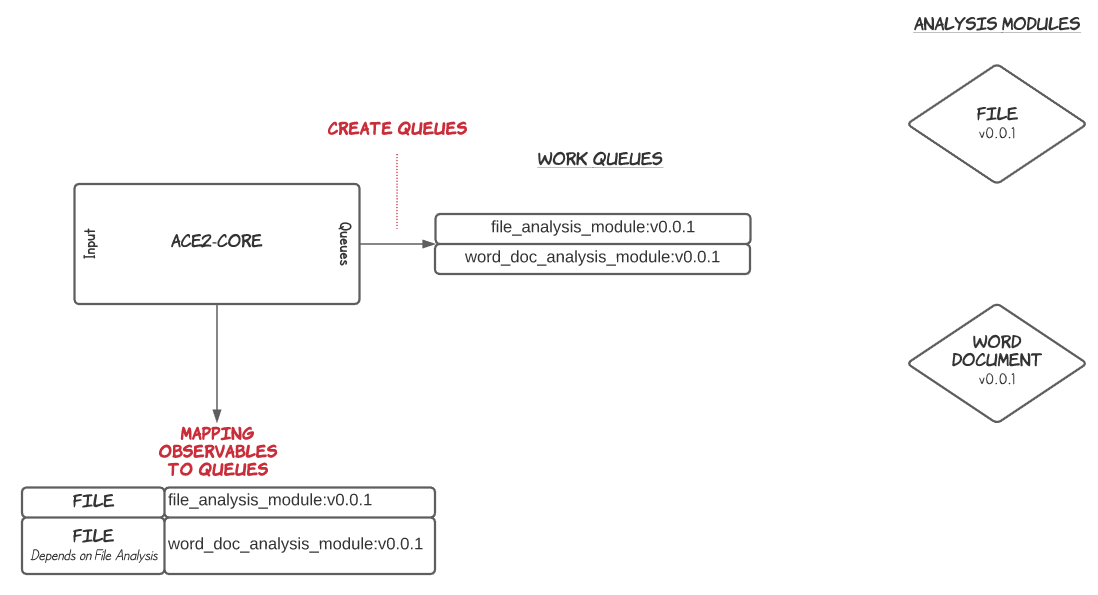 ANALYSIS MODULES
FILE
v0.0.1
CREATE QUEUES
WORK QUEUES
Input
ACE2-CORE
Queues
file_analysis_module:v0.0.1
word_doc_analysis_module:v0.0.1
WORD
DOCUMENT
v0.0.1
MAPPING
OBSERVABLES
TO QUEUES
FILE
file_analysis_module:v0.0.1
FILE
Depends on File Analysis
word_doc_analysis_module:v0.0.1